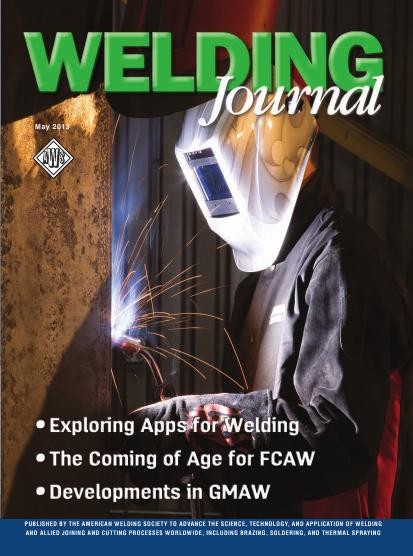 WELDING
Journal
May 2013
AWS
• Exploring Apps for Welding
• The Coming of Age for FCAW
• Developments in GMAW
PUBLISHED BY THE AMERICAN WELDING SOCIETY TO ADVANCE THE SCIENCE, TECHNOLOGY, AND APPLICATION OF WELDING
AND ALLIED JOINING AND CUTTING PROCESSES WORLDWIDE, INCLUDING BRAZING, SOLDERING, AND THERMAL SPRAYING